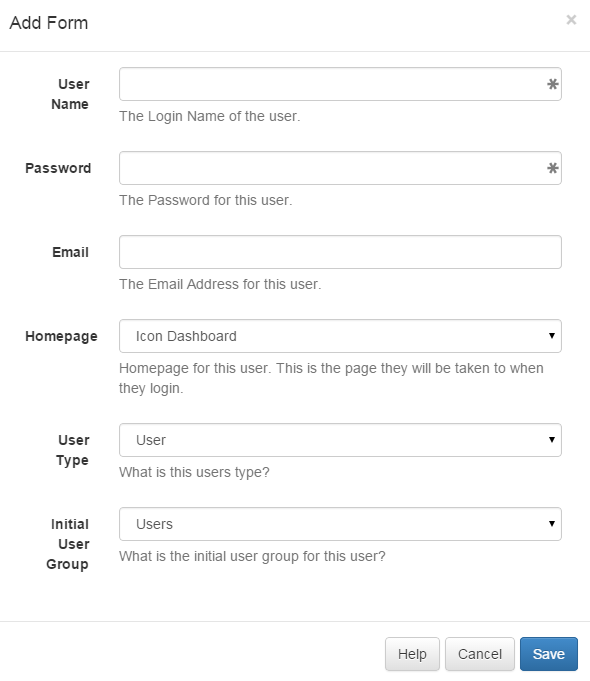 Add Form
×
User
Name
The Login Name of the user.
Password
The Password for this user.
Email
The Email Address for this user.
Homepage
Icon Dashboard
Homepage for this user. This is the page they will be taken to when
they login.
User
Type
User
What is this users type?
Initial
User
Group
Users
What is the initial user group for this user?
Help
Cancel
Save